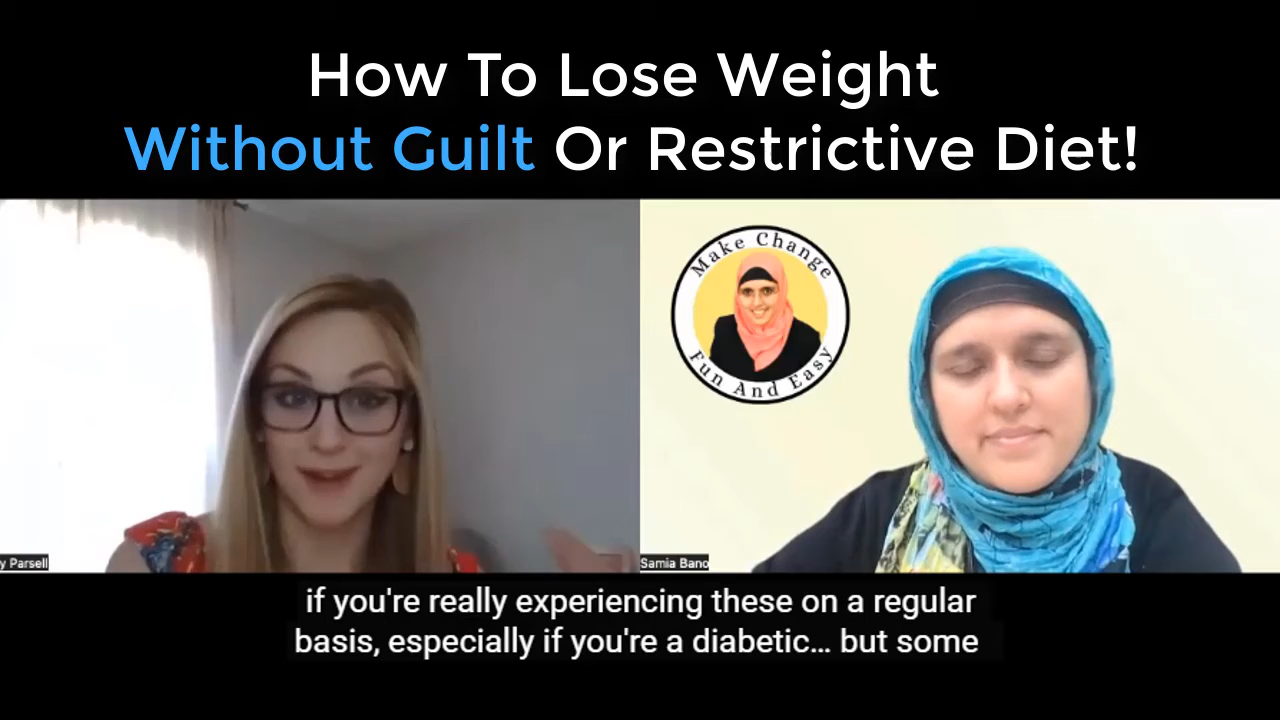 How To Lose Weight
Without Guilt Or Restrictive Diet!
Make Change
Fun And Easy
y Parsell
Samia Bano
if you're really experiencing these on a regular
basis, especially if you're a diabetic... but some